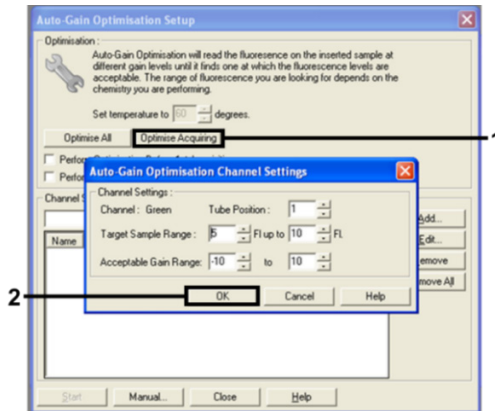 Auto-Gain Optimisation Setup
Optimisation :
Auto-Gain Optimisation will read the fluoresence on the inserted sample at
different gain levels until it finds one at which the fluorescence levels are
acceptable. The range of fluorescence you are looking for depends on the
chemistry you are performing.
Set temperature to 60 degrees.
Optimise All Optimise Acquiring
1
Perfor
Perfor
Auto-Gain Optimisation Channel Settings
Channel Settings :
Channel : Green Tube Position : 1
Target Sample Range : 5 Fl up to 10 Fl.
Acceptable Gain Range: -10 to 10
OK Cancel Help
2
Channel S
Name
Add...
Edit...
emove
move All
Start Manual... Close Help